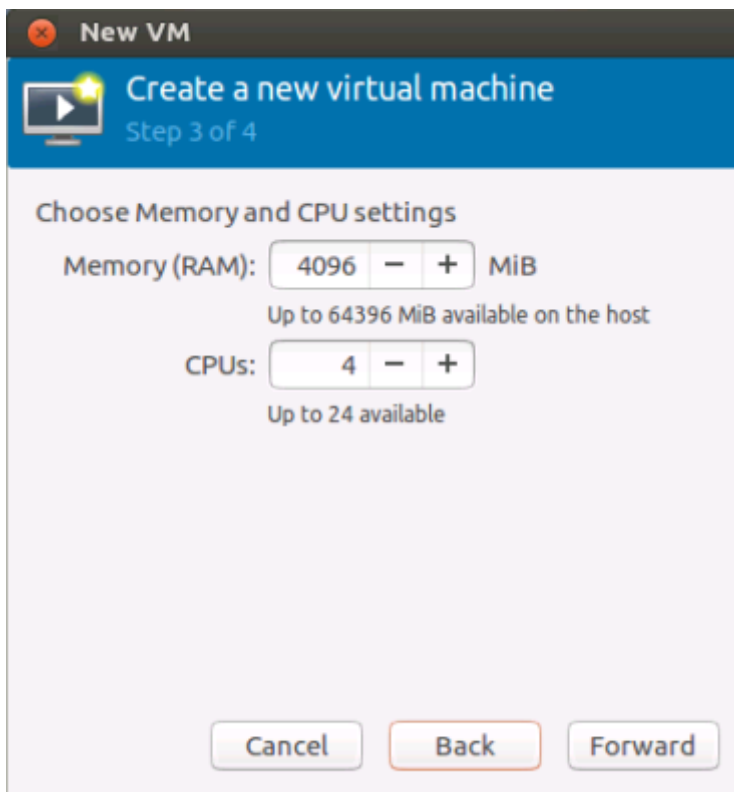 New VM
Create a new virtual machine
Step 3 of 4
Choose Memory and CPU settings
Memory (RAM): 4096 − + MiB
Up to 64396 MiB available on the host
CPUs: 4 − +
Up to 24 available
Cancel Back Forward